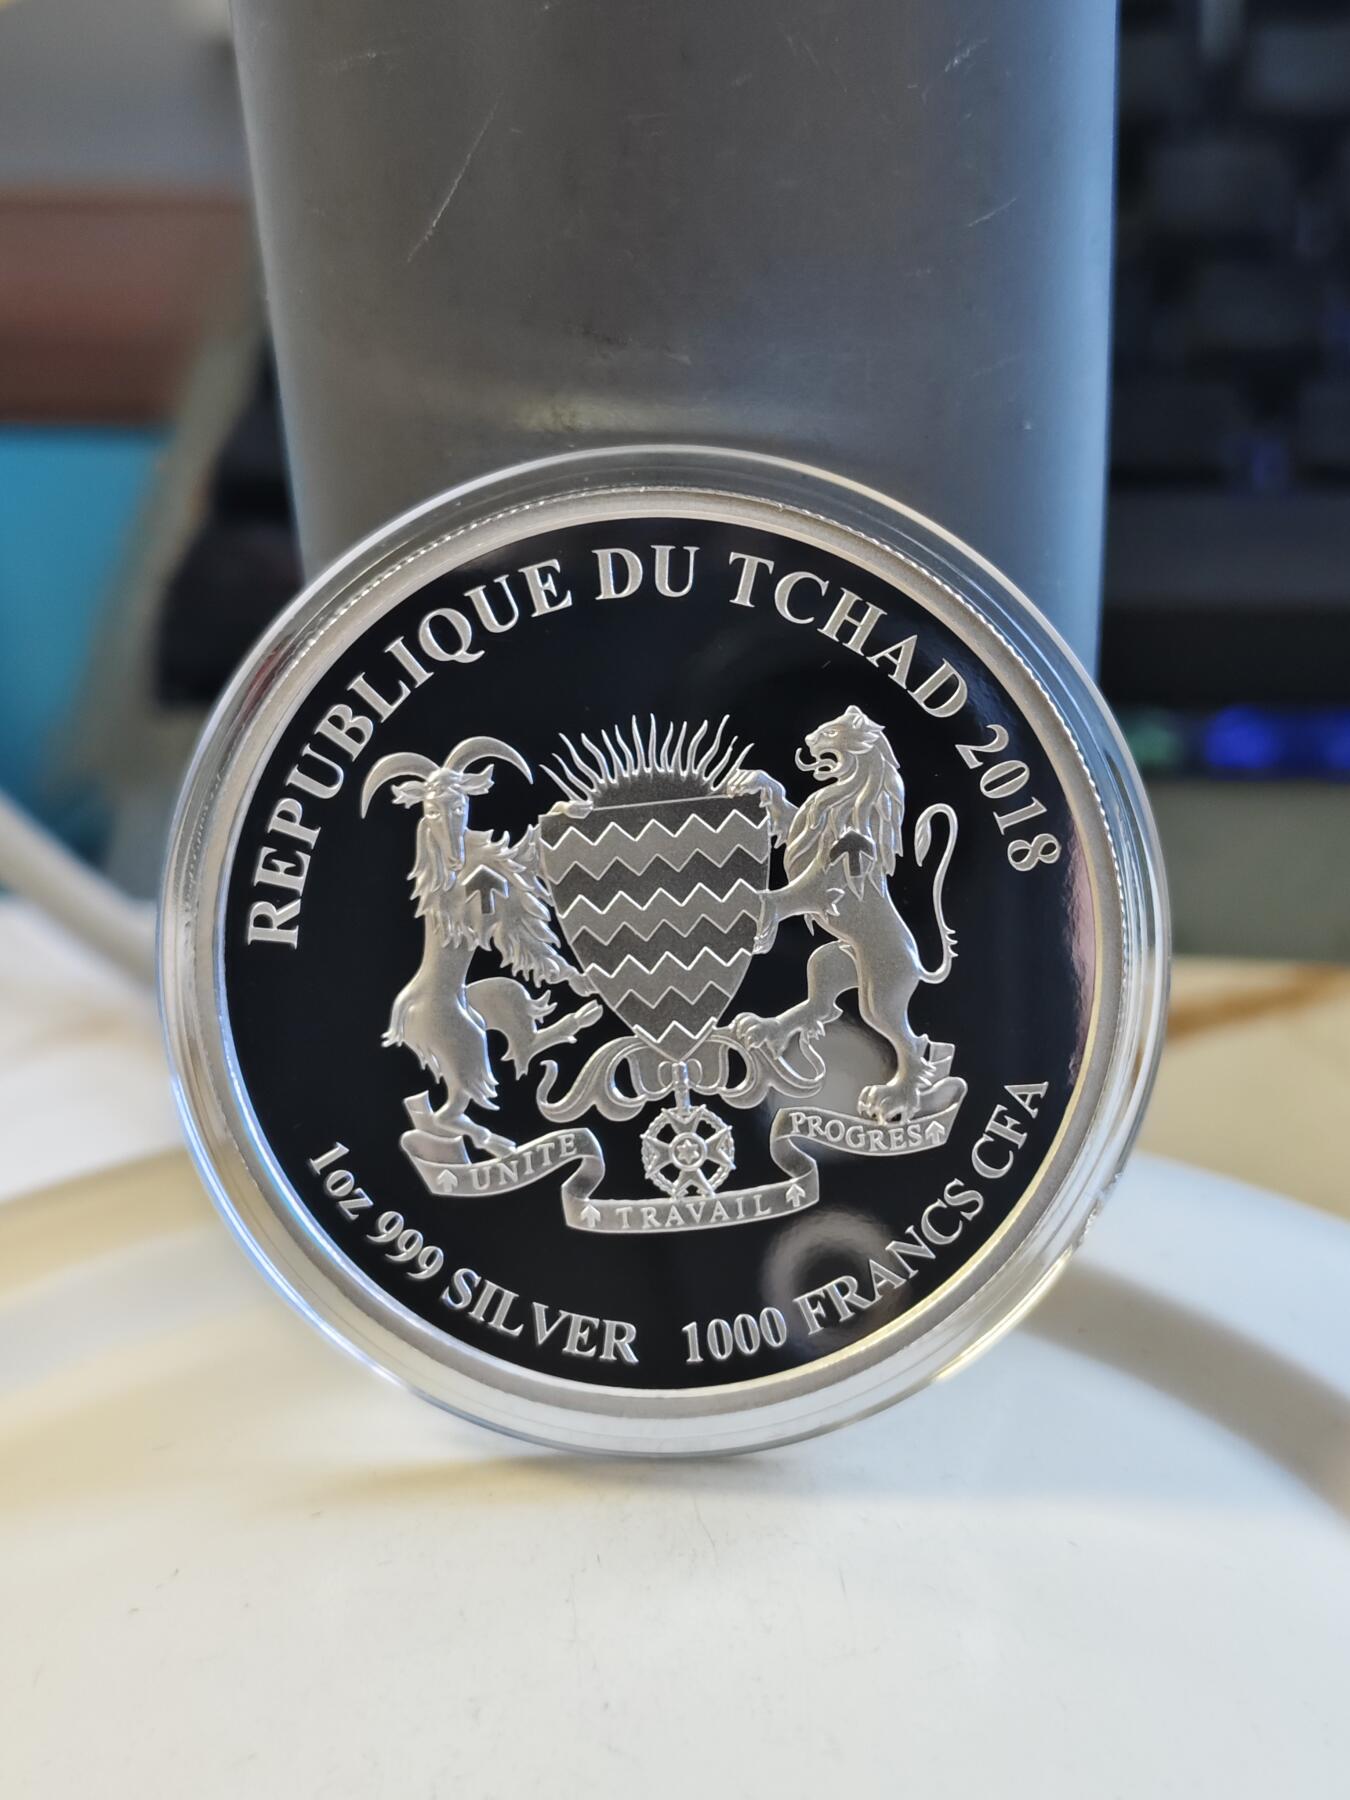 REPUBLIQUE DU TCHAD 2018
UNITE
TRAVAIL
PROGRES
1oz 999 SILVER 1000 FRANCS CFA